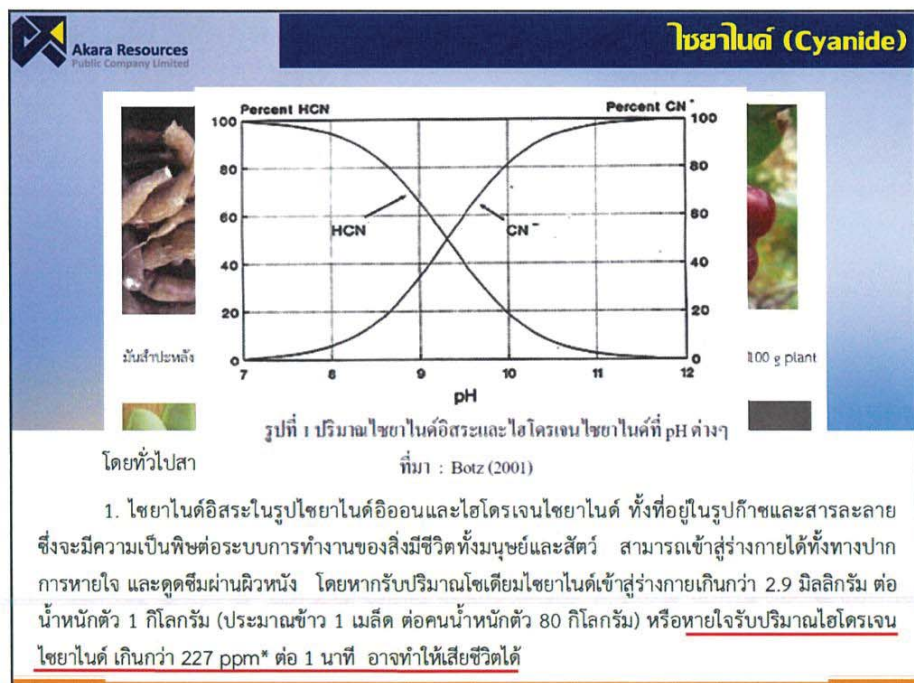 Akara Resources
Public Company Limited
ไซยาไนด์ (Cyanide)
Percent HCN
Percent CN⁻
100
80
60
40
20
0
HCN
CN⁻
100
80
60
40
20
0
7 8 9 10 11 12
pH
มันสำปะหลัง
100 g plant
รูปที่ 1 ปริมาณไซยาไนด์อิสระและไฮโดรเจนไซยาไนด์ที่ pH ต่างๆ
โดยทั่วไปสา
ที่มา : Botz (2001)
1. ไซยาไนด์อิสระในรูปไซยาไนด์อิออนและไฮโดรเจนไซยาไนด์ ทั้งที่อยู่ในรูปก๊าซและสารละลาย
ซึ่งจะมีความเป็นพิษต่อระบบการทำงานของสิ่งมีชีวิตทั้งมนุษย์และสัตว์ สามารถเข้าสู่ร่างกายได้ทั้งทางปาก
การหายใจ และดูดซึมผ่านผิวหนัง โดยหากรับปริมาณโซเดียมไซยาไนด์เข้าสู่ร่างกายเกินกว่า 2.9 มิลลิกรัม ต่อ
น้ำหนักตัว 1 กิโลกรัม (ประมาณข้าว 1 เมล็ด ต่อคนน้ำหนักตัว 80 กิโลกรัม) หรือหายใจรับปริมาณไฮโดรเจน
ไซยาไนด์ เกินกว่า 227 ppm* ต่อ 1 นาที อาจทำให้เสียชีวิตได้